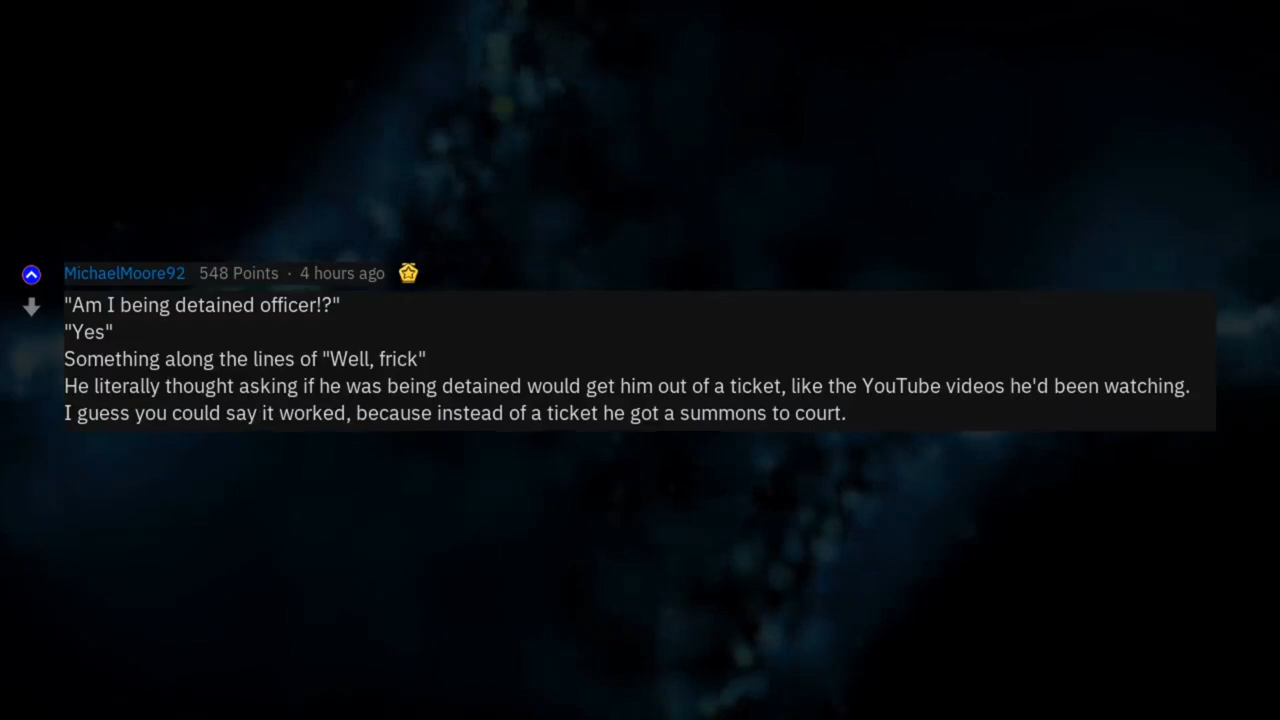 MichaelMoore92 548 Points · 4 hours ago
"Am I being detained officer!?"
"Yes"
Something along the lines of "Well, frick"
He literally thought asking if he was being detained would get him out of a ticket, like the YouTube videos he'd been watching.
I guess you could say it worked, because instead of a ticket he got a summons to court.